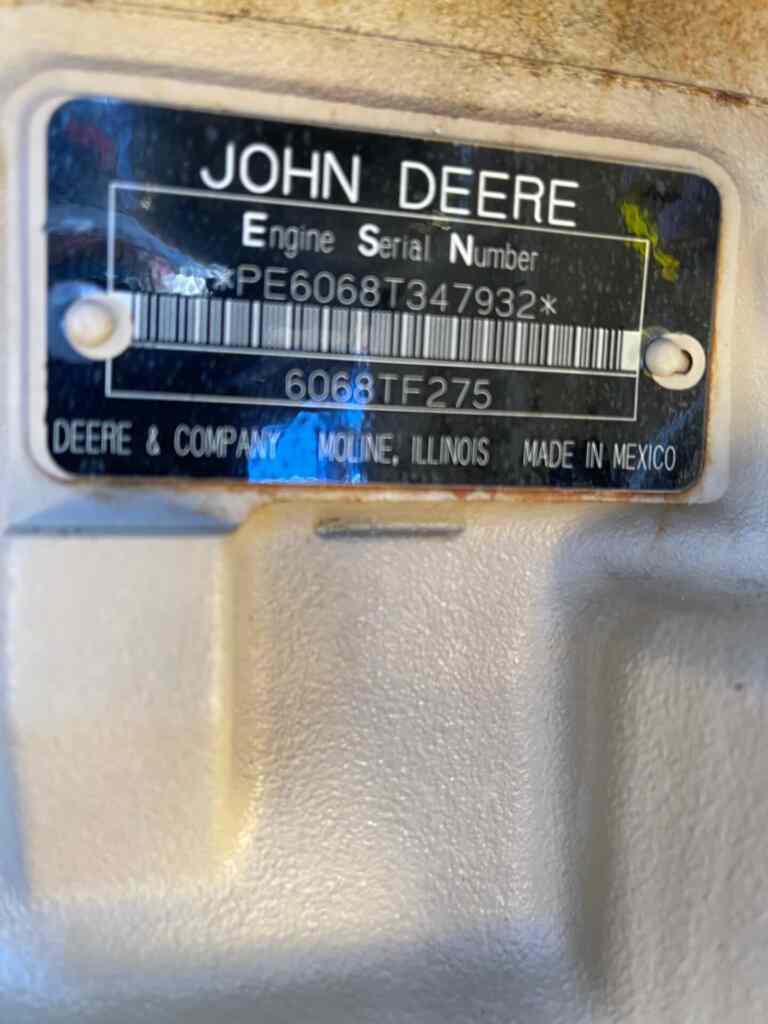 JOHN DEERE
Engine Serial Number
*PE6068T347932*
6068TF275
DEERE & COMPANY MOLINE, ILLINOIS MADE IN MEXICO